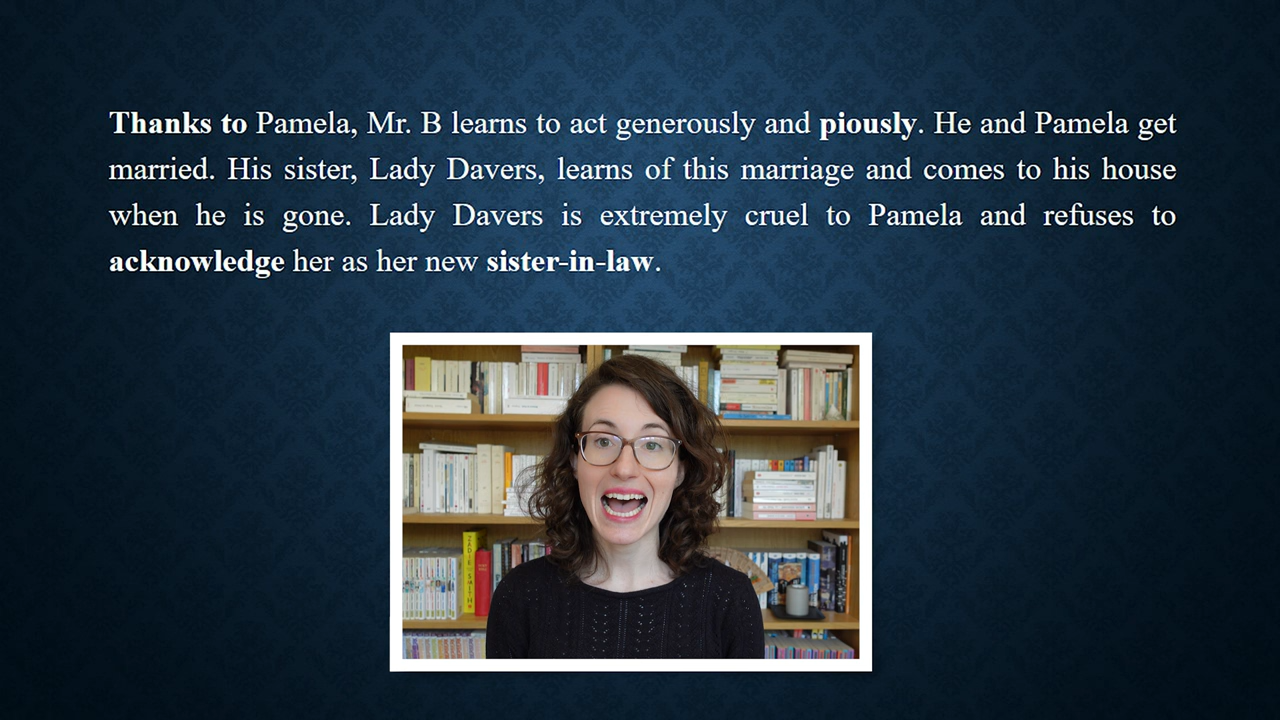 Thanks to Pamela, Mr. B learns to act generously and piously. He and Pamela get
married. His sister, Lady Davers, learns of this marriage and comes to his house
when he is gone. Lady Davers is extremely cruel to Pamela and refuses to
acknowledge her as her new sister-in-law.
ZADIE SMITH